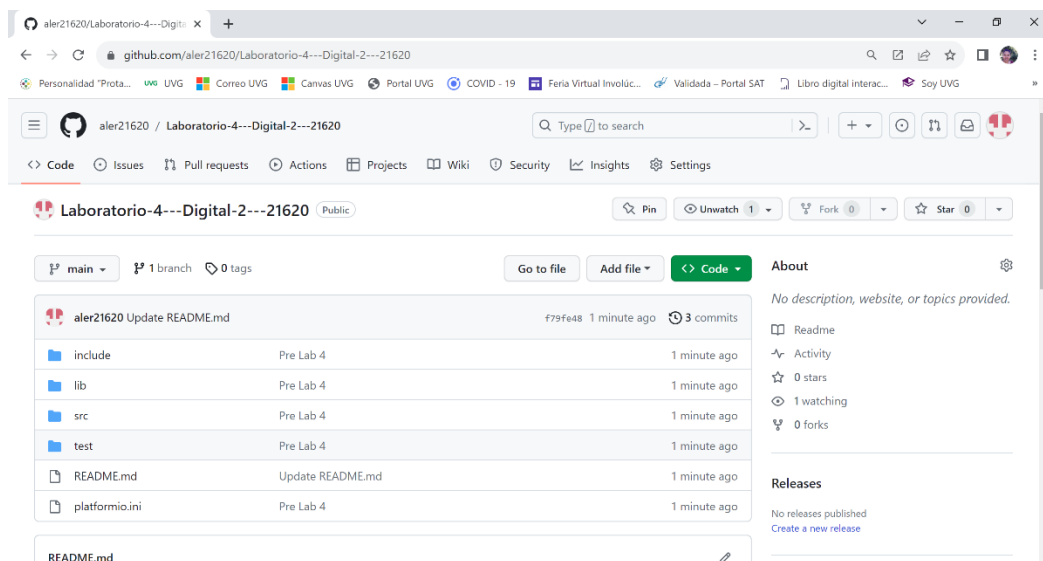 aler21620/Laboratorio-4---Digita
github.com/aler21620/Laboratorio-4---Digital-2---21620
Personalidad "Prota... UVG UVG Correo UVG Canvas UVG Portal UVG COVID - 19 Feria Virtual Involúc... Validada – Portal SAT Libro digital interac... Soy UVG »
aler21620 / Laboratorio-4---Digital-2---21620 Type / to search
Code Issues Pull requests Actions Projects Wiki Security Insights Settings
Laboratorio-4---Digital-2---21620 Public Pin Unwatch 1 Fork 0 Star 0
main 1 branch 0 tags Go to file Add file Code
About
No description, website, or topics provided.
aler21620 Update README.md f79fe48 1 minute ago 3 commits
Readme
include Pre Lab 4 1 minute ago
Activity
lib Pre Lab 4 1 minute ago
0 stars
1 watching
src Pre Lab 4 1 minute ago
0 forks
test Pre Lab 4 1 minute ago
README.md Update README.md 1 minute ago
Releases
platformio.ini Pre Lab 4 1 minute ago
No releases published
Create a new release
README.md